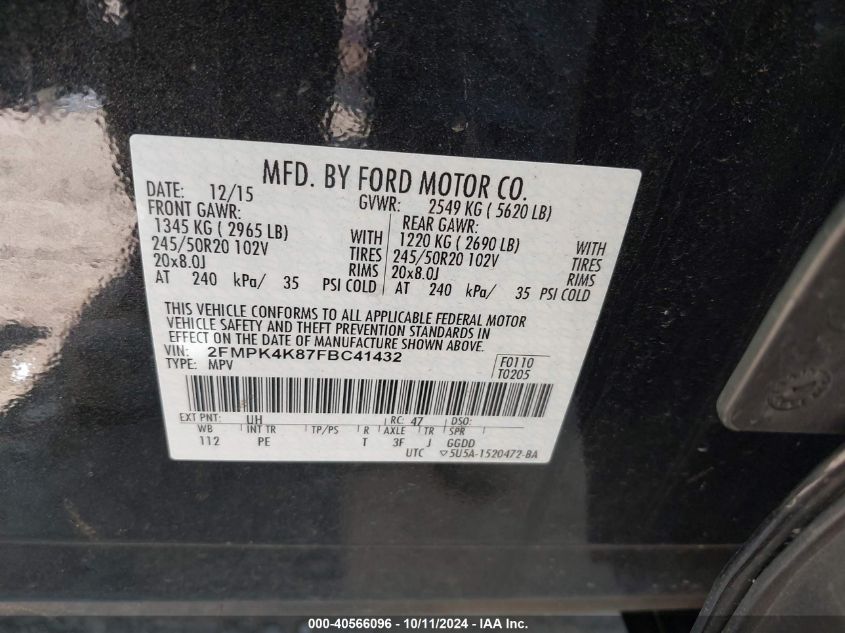 MFD. BY FORD MOTOR CO.
DATE: 12/15 GVWR: 2549 KG ( 5620 LB)
FRONT GAWR: REAR GAWR:
1345 KG ( 2965 LB) WITH 1220 KG ( 2690 LB) WITH
245/50R20 102V TIRES 245/50R20 102V TIRES
20x8.0J RIMS 20x8.0J RIMS
AT 240 kPa/ 35 PSI COLD AT 240 kPa/ 35 PSI COLD
THIS VEHICLE CONFORMS TO ALL APPLICABLE FEDERAL MOTOR
VEHICLE SAFETY AND THEFT PREVENTION STANDARDS IN
EFFECT ON THE DATE OF MANUFACTURE SHOWN ABOVE.
VIN: 2FMPK4K87FBC41432 F0110
TYPE: MPV T0205
EXT PNT: UH RC: 47 DSO:
WB INT TR TP/PS R AXLE TR SPR
112 PE T 3F J GGDD
UTC ▽5U5A-1520472-BA
000-40566096 - 10/11/2024 - IAA Holdings, LLC.